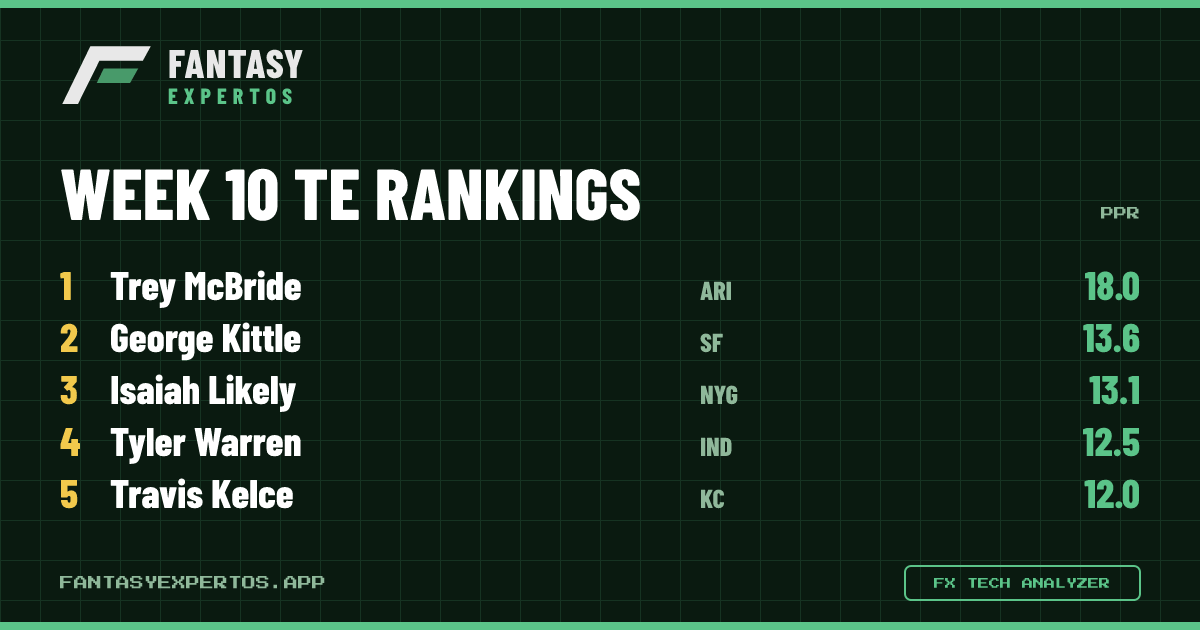 FANTASY
EXPERTOS
WEEK 10 TE RANKINGS
PPR
1 Trey McBride ARI 18.0
2 George Kittle SF 13.6
3 Isaiah Likely NYG 13.1
4 Tyler Warren IND 12.5
5 Travis Kelce KC 12.0
FANTASYEXPERTOS.APP
FX TECH ANALYZER